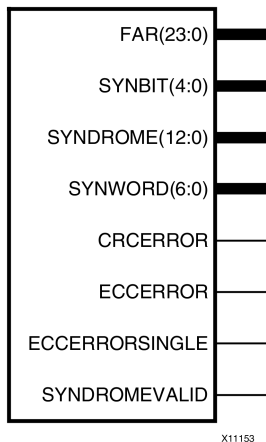 FAR(23:0)
SYNBIT(4:0)
SYNDROME(12:0)
SYNWORD(6:0)
CRCERROR
ECCERROR
ECCERRORSINGLE
SYNDROMEVALID
X11153